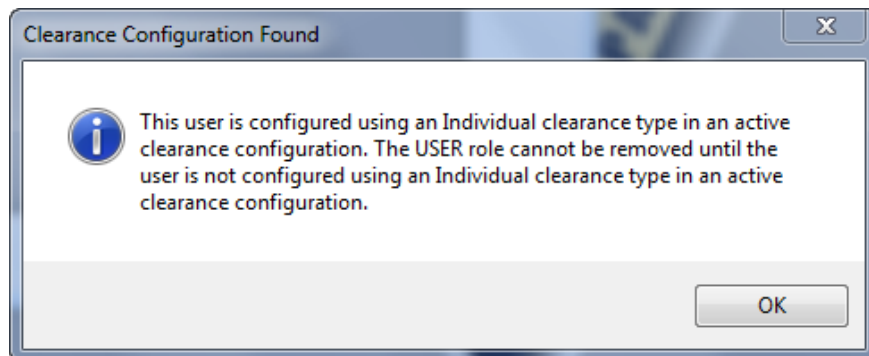 Clearance Configuration Found
This user is configured using an Individual clearance type in an active
clearance configuration. The USER role cannot be removed until the
user is not configured using an Individual clearance type in an active
clearance configuration.
OK